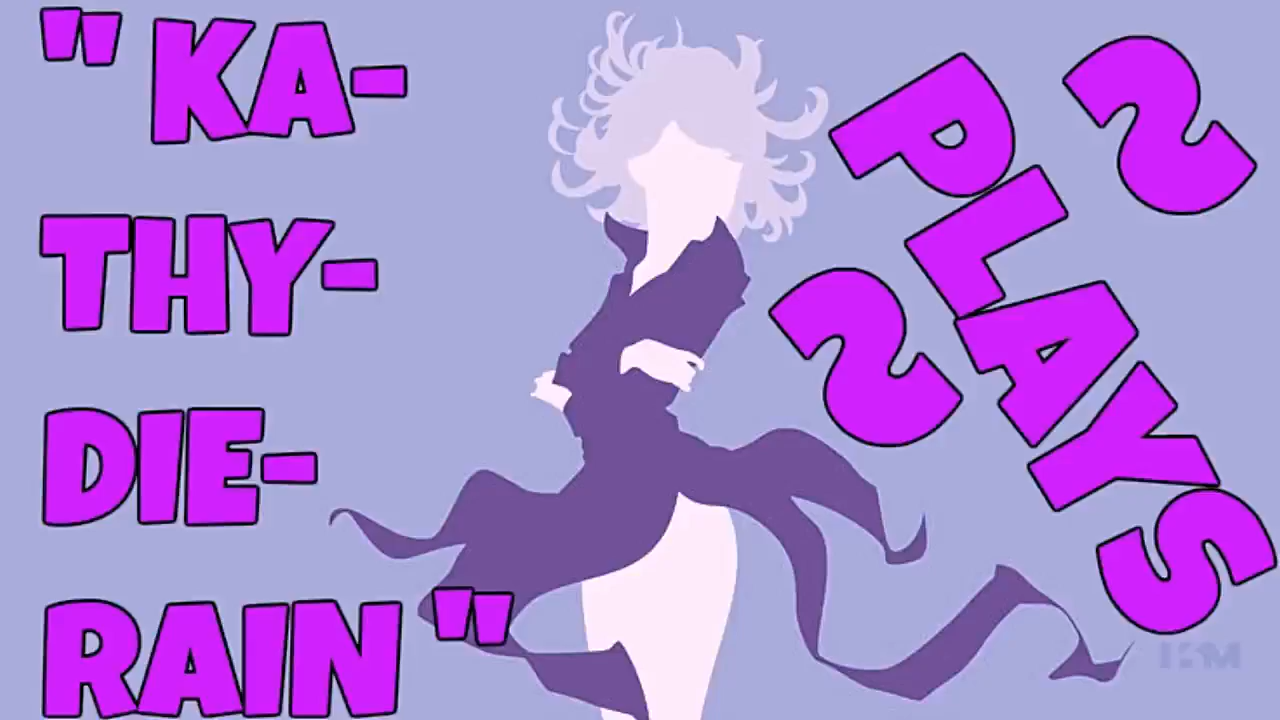 " KA-
THY-
DIE-
RAIN "
~
PLAYS
~